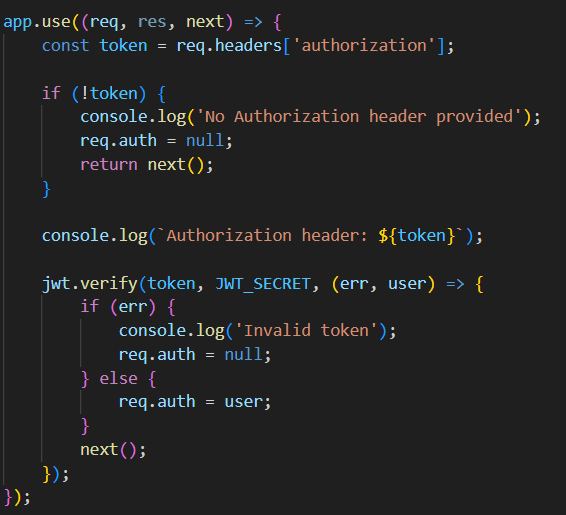 app.use((req, res, next) => {
    const token = req.headers['authorization'];

    if (!token) {
        console.log('No Authorization header provided');
        req.auth = null;
        return next();
    }

    console.log(`Authorization header: ${token}`);

    jwt.verify(token, JWT_SECRET, (err, user) => {
        if (err) {
            console.log('Invalid token');
            req.auth = null;
        } else {
            req.auth = user;
        }
        next();
    });
});